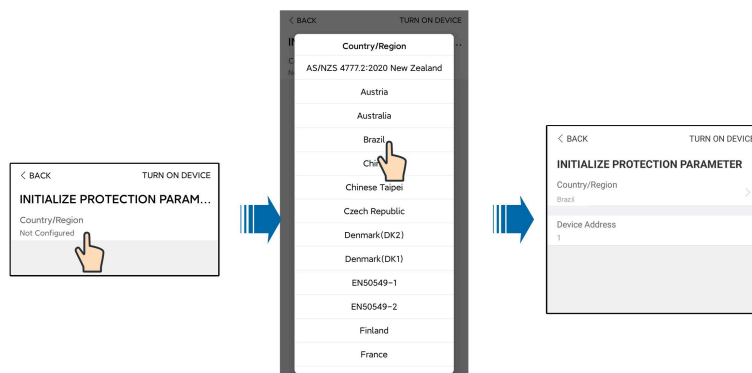 < BACK TURN ON DEVICE
INITIALIZE PROTECTION PARAM...
Country/Region
Not Configured
< BACK TURN ON DEVICE
Country/Region
AS/NZS 4777.2:2020 New Zealand
Austria
Australia
Brazil
Chinese Taipei
Czech Republic
Denmark(DK2)
Denmark(DK1)
EN50549-1
EN50549-2
Finland
France
< BACK TURN ON DEVICE
INITIALIZE PROTECTION PARAMETER
Country/Region
Brazil
Device Address
1